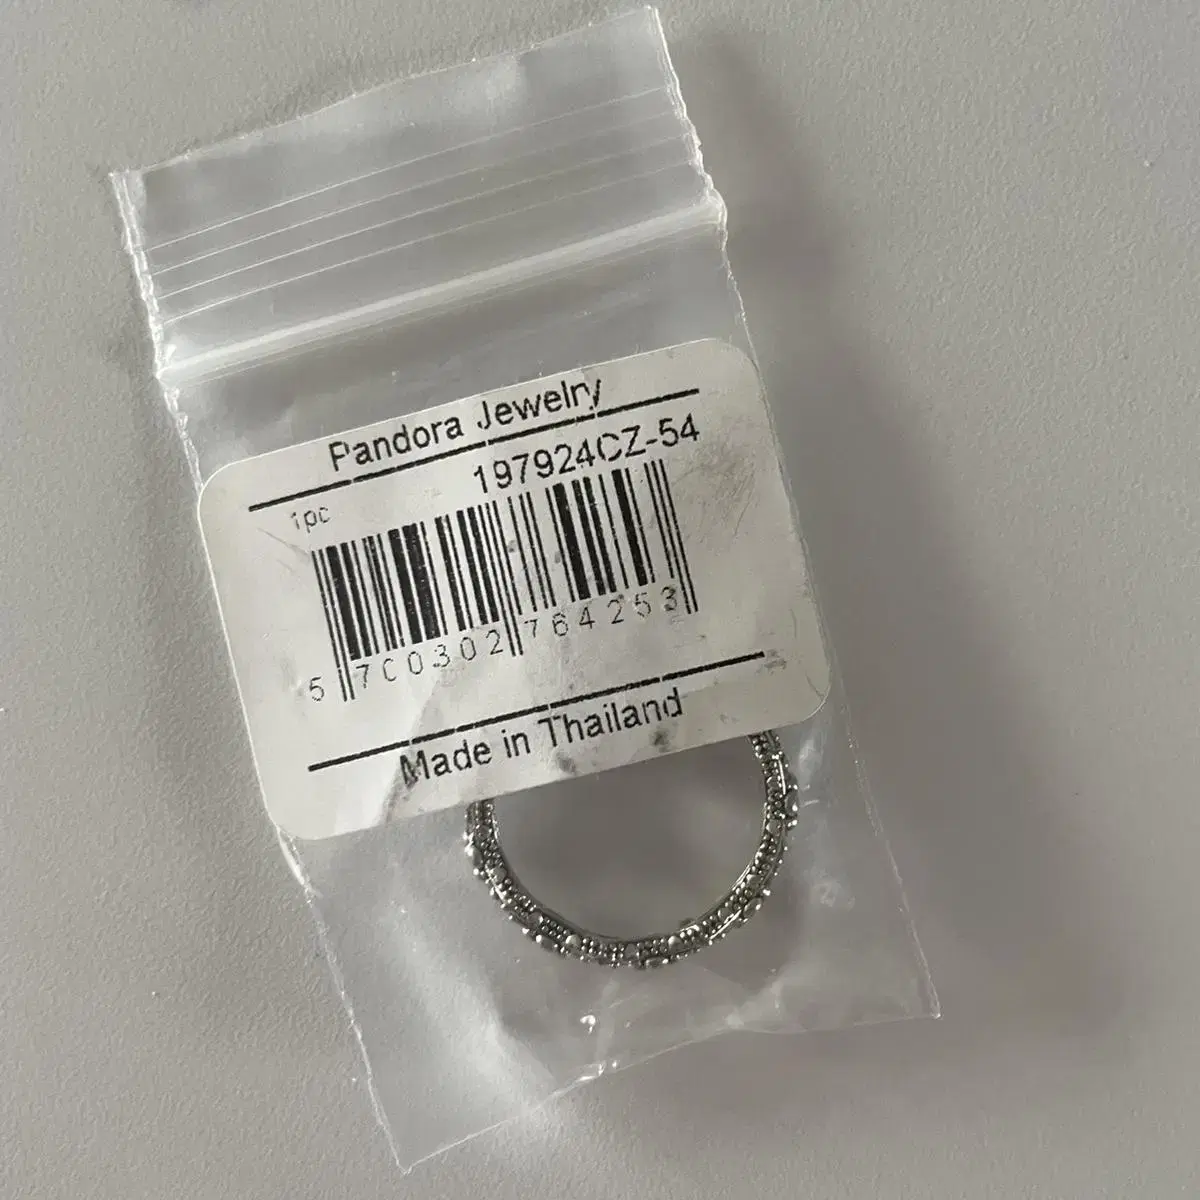 Pandora Jewelry
197924CZ-54
1pc
5 700302 764253
Made in Thailand